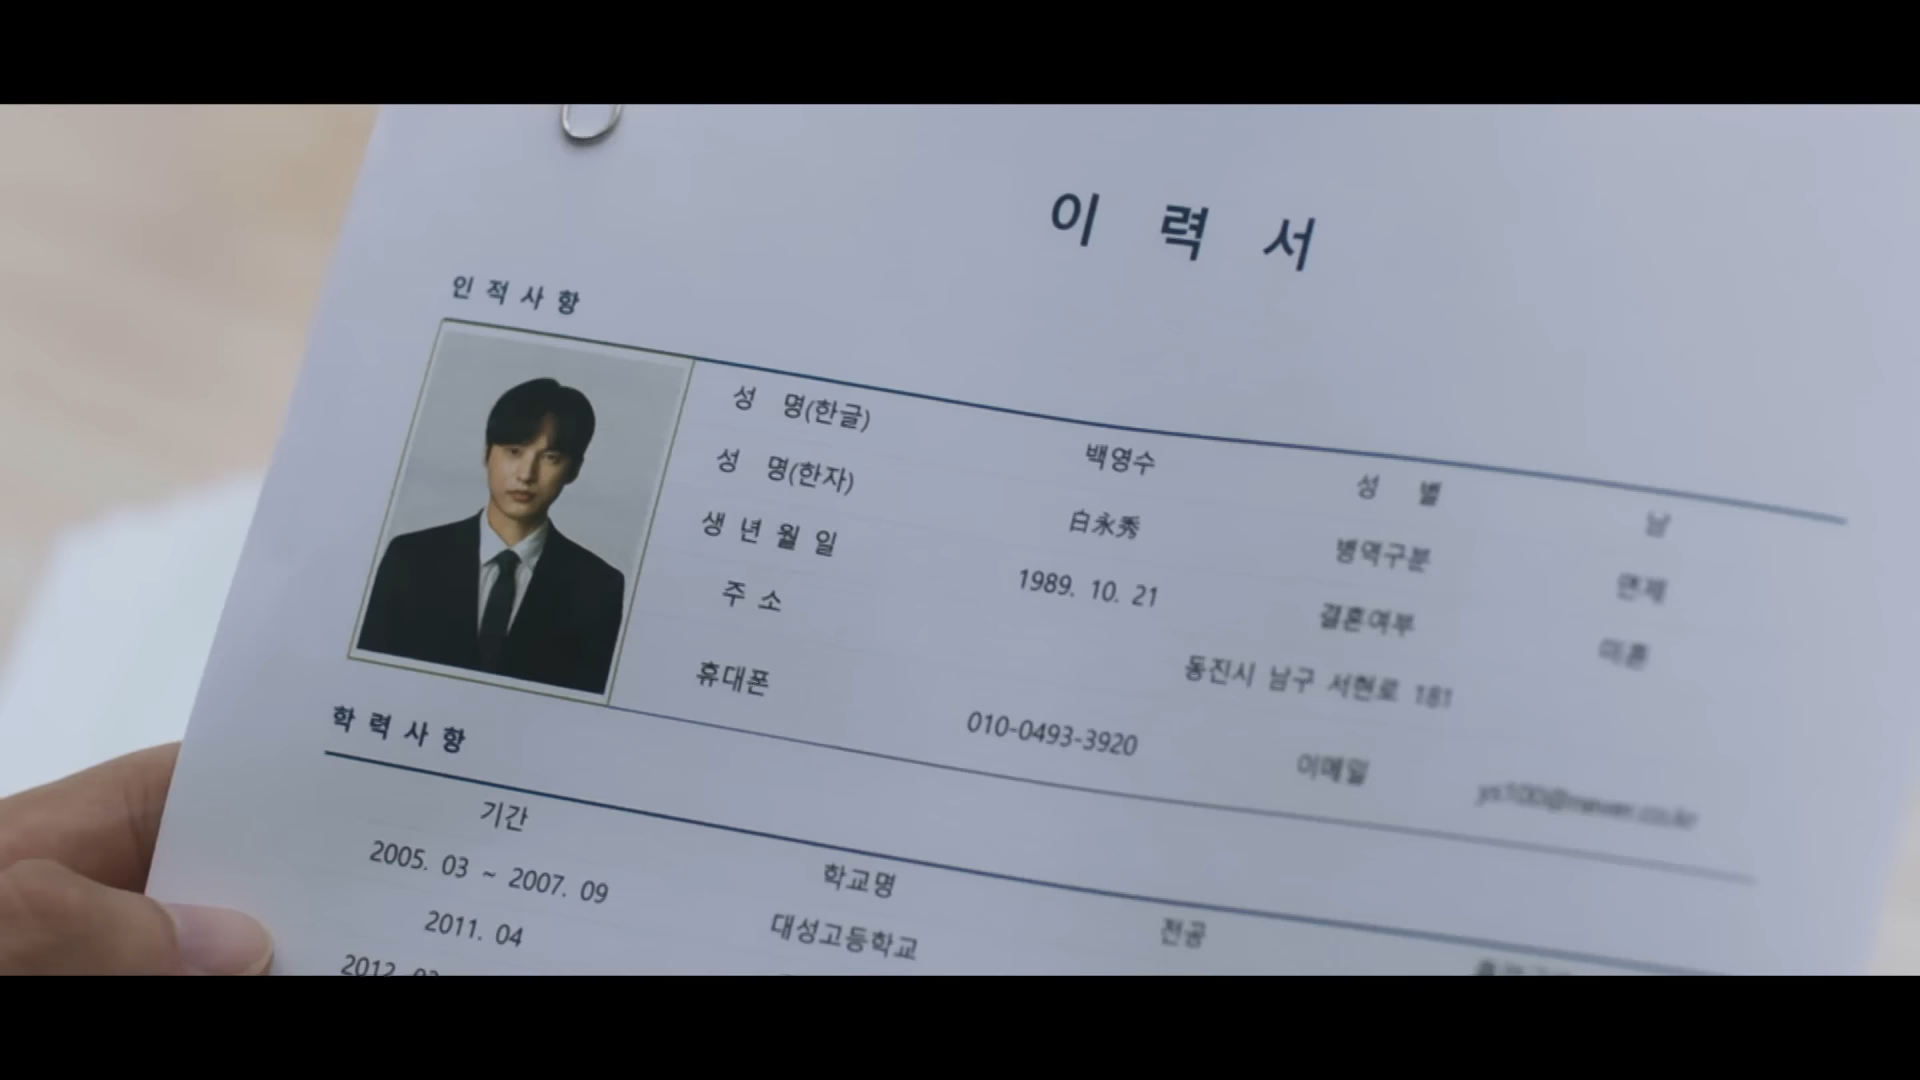 이 력 서
인 적 사 항
성 명(한글) 백영수 성 별 남
성 명(한자) 白永秀 병역구분 면제
생 년 월 일 1989. 10. 21 결혼여부 미혼
주 소 동진시 남구 서현로 181
휴대폰 010-0493-3920 이메일
학 력 사 항
기간 학교명 전공
2005. 03 ~ 2007. 09 대성고등학교
2011. 04
2012.